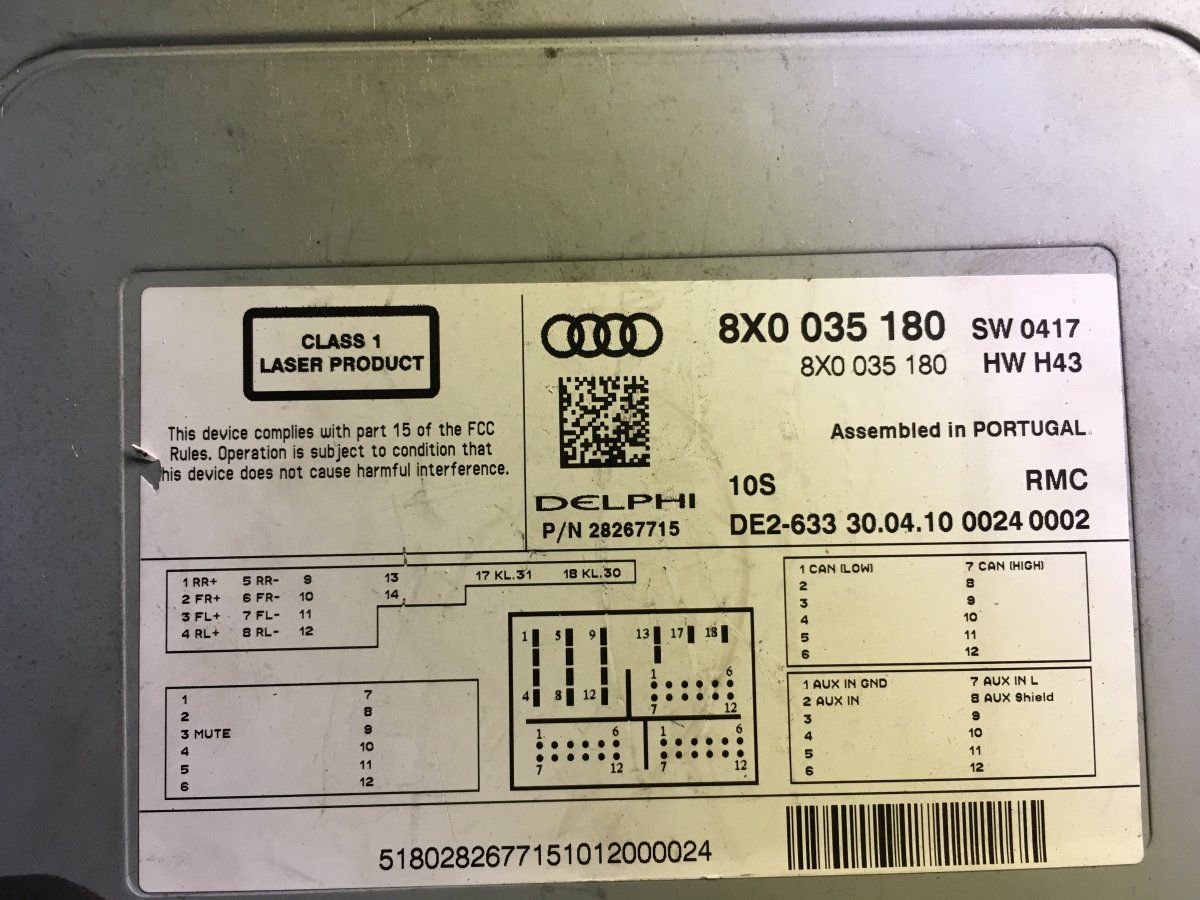 CLASS 1
LASER PRODUCT
This device complies with part 15 of the FCC
Rules. Operation is subject to condition that
his device does not cause harmful interference.
8X0 035 180 SW 0417
8X0 035 180 HW H43
Assembled in PORTUGAL
DELPHI 10S RMC
P/N 28267715 DE2-633 30.04.10 0024 0002
1 RR+ 5 RR- 9 13 17 KL.31 18 KL.30
2 FR+ 6 FR- 10 14
3 FL+ 7 FL- 11
4 RL+ 8 RL- 12
1 7
2 8
3 MUTE 9
4 10
5 11
6 12
1 5 9 13 17 18
1 6
4 8 12 7 12
1 6 1 6
7 12 7 12
1 CAN (LOW) 7 CAN (HIGH)
2 8
3 9
4 10
5 11
6 12
1 AUX IN GND 7 AUX IN L
2 AUX IN 8 AUX Shield
3 9
4 10
5 11
6 12
5180282677151012000024